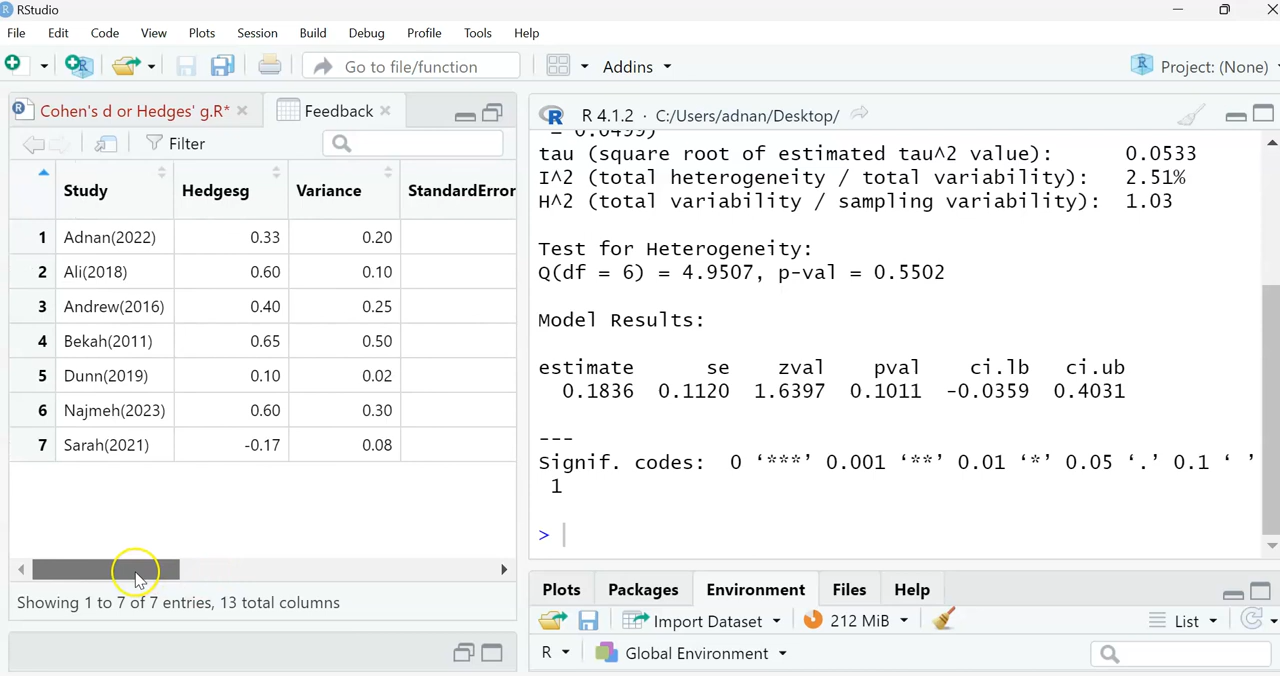 RStudio
File Edit Code View Plots Session Build Debug Profile Tools Help
Go to file/function Addins Project: (None)
Cohen's d or Hedges' g.R* Feedback
Filter
Study Hedgesg Variance StandardError
1 Adnan(2022) 0.33 0.20
2 Ali(2018) 0.60 0.10
3 Andrew(2016) 0.40 0.25
4 Bekah(2011) 0.65 0.50
5 Dunn(2019) 0.10 0.02
6 Najmeh(2023) 0.60 0.30
7 Sarah(2021) -0.17 0.08
Showing 1 to 7 of 7 entries, 13 total columns
R 4.1.2 · C:/Users/adnan/Desktop/
= 0.0499)
tau (square root of estimated tau^2 value): 0.0533
I^2 (total heterogeneity / total variability): 2.51%
H^2 (total variability / sampling variability): 1.03
Test for Heterogeneity:
Q(df = 6) = 4.9507, p-val = 0.5502
Model Results:
estimate se zval pval ci.lb ci.ub
0.1836 0.1120 1.6397 0.1011 -0.0359 0.4031
---
Signif. codes: 0 ‘***’ 0.001 ‘**’ 0.01 ‘*’ 0.05 ‘.’ 0.1 ‘ ’
1
>
Plots Packages Environment Files Help
Import Dataset 212 MiB List
R Global Environment